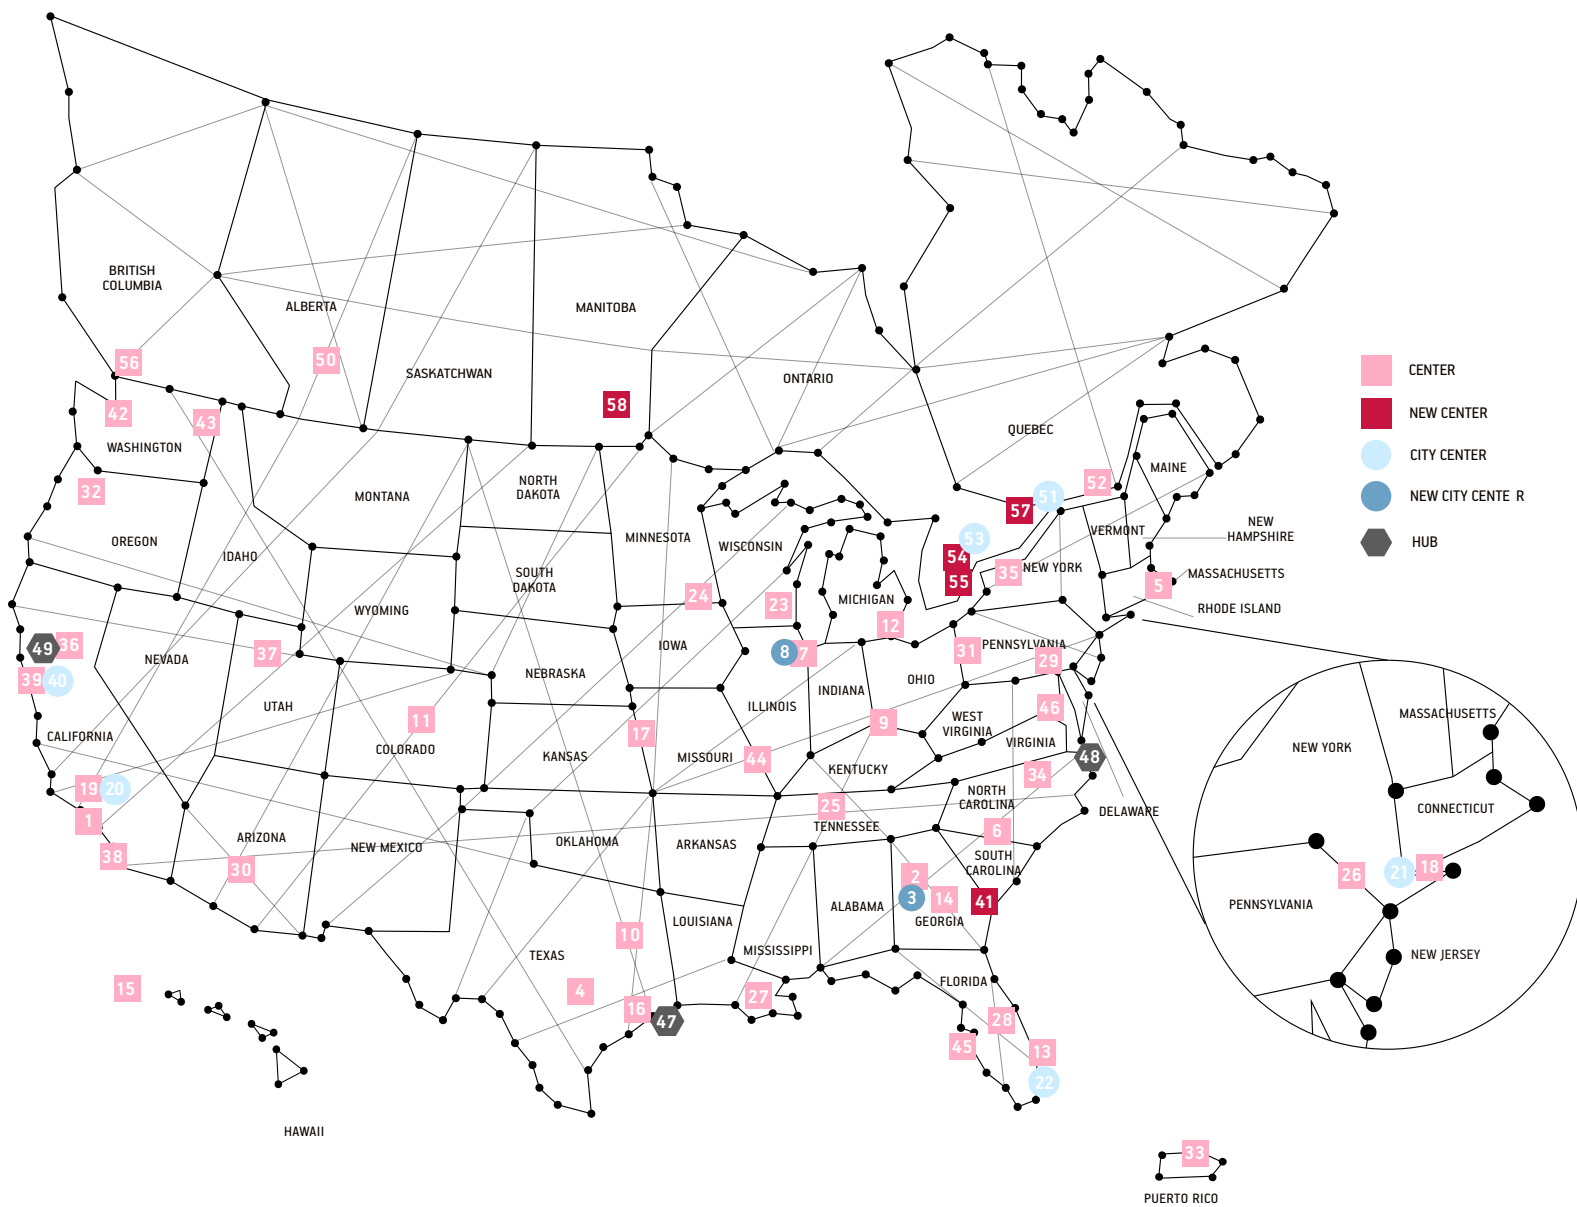 BRITISH
COLUMBIA
ALBERTA
MANITOBA
SASKATCHWAN
ONTARIO
QUEBEC
56
50
58
42
43
WASHINGTON
32
OREGON
IDAHO
MONTANA
NORTH
DAKOTA
MINNESOTA
WISCONSIN
SOUTH
DAKOTA
WYOMING
24
23
MICHIGAN
12
IOWA
8
7
49
36
39
40
NEVADA
37
UTAH
CALIFORNIA
11
COLORADO
NEBRASKA
KANSAS
17
MISSOURI
44
ILLINOIS
INDIANA
OHIO
9
KENTUCKY
WEST
VIRGINIA
VIRGINIA
46
31
PENNSYLVANIA
29
48
34
NORTH
CAROLINA
6
SOUTH
CAROLINA
DELAWARE
25
TENNESSEE
19
20
1
38
ARIZONA
30
NEW MEXICO
OKLAHOMA
ARKANSAS
LOUISIANA
MISSISSIPPI
ALABAMA
2
3
14
GEORGIA
41
TEXAS
10
4
16
47
27
FLORIDA
28
45
13
22
15
HAWAII
33
PUERTO RICO
52
51
57
53
54
55
35
NEW YORK
MAINE
VERMONT
NEW
HAMPSHIRE
5
MASSACHUSETTS
RHODE ISLAND
CENTER
NEW CENTER
CITY CENTER
NEW CITY CENTE R
HUB
MASSACHUSETTS
NEW YORK
CONNECTICUT
26
21
18
PENNSYLVANIA
NEW JERSEY